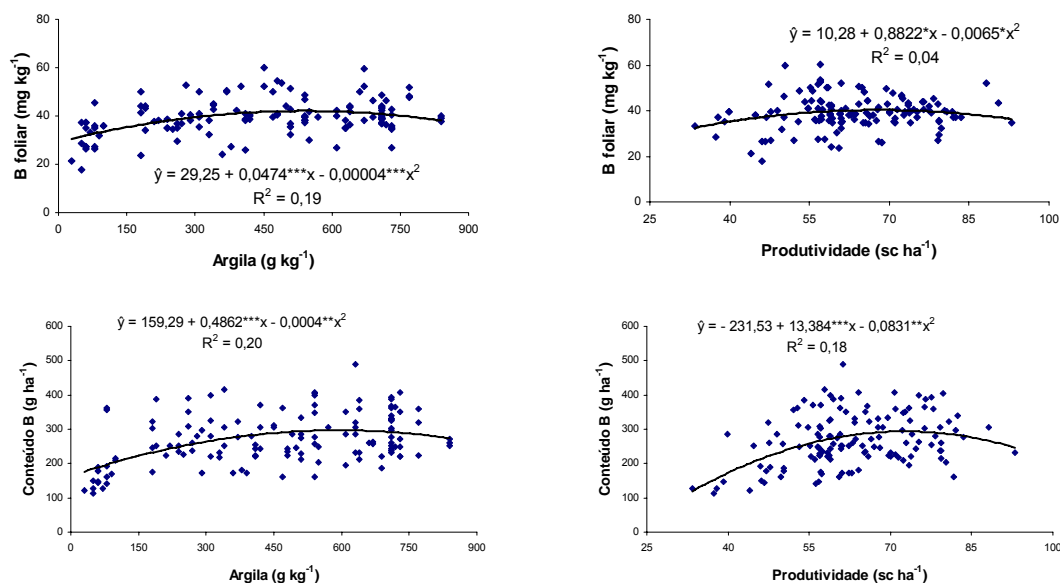 80
60
40
20
0
B foliar (mg kg⁻¹)
ŷ = 29,25 + 0,0474***x - 0,00004***x²
R² = 0,19
0 150 300 450 600 750 900
Argila (g kg⁻¹)
80
60
40
20
0
B foliar (mg kg⁻¹)
ŷ = 10,28 + 0,8822*x - 0,0065*x²
R² = 0,04
25 40 55 70 85 100
Produtividade (sc ha⁻¹)
ŷ = 159,29 + 0,4862***x - 0,0004**x²
R² = 0,20
600
500
400
300
200
100
0
Conteúdo B (g ha⁻¹)
0 150 300 450 600 750 900
Argila (g kg⁻¹)
ŷ = - 231,53 + 13,384***x - 0,0831**x²
R² = 0,18
600
500
400
300
200
100
0
Conteúdo B (g ha⁻¹)
25 40 55 70 85 100
Produtividade (sc ha⁻¹)